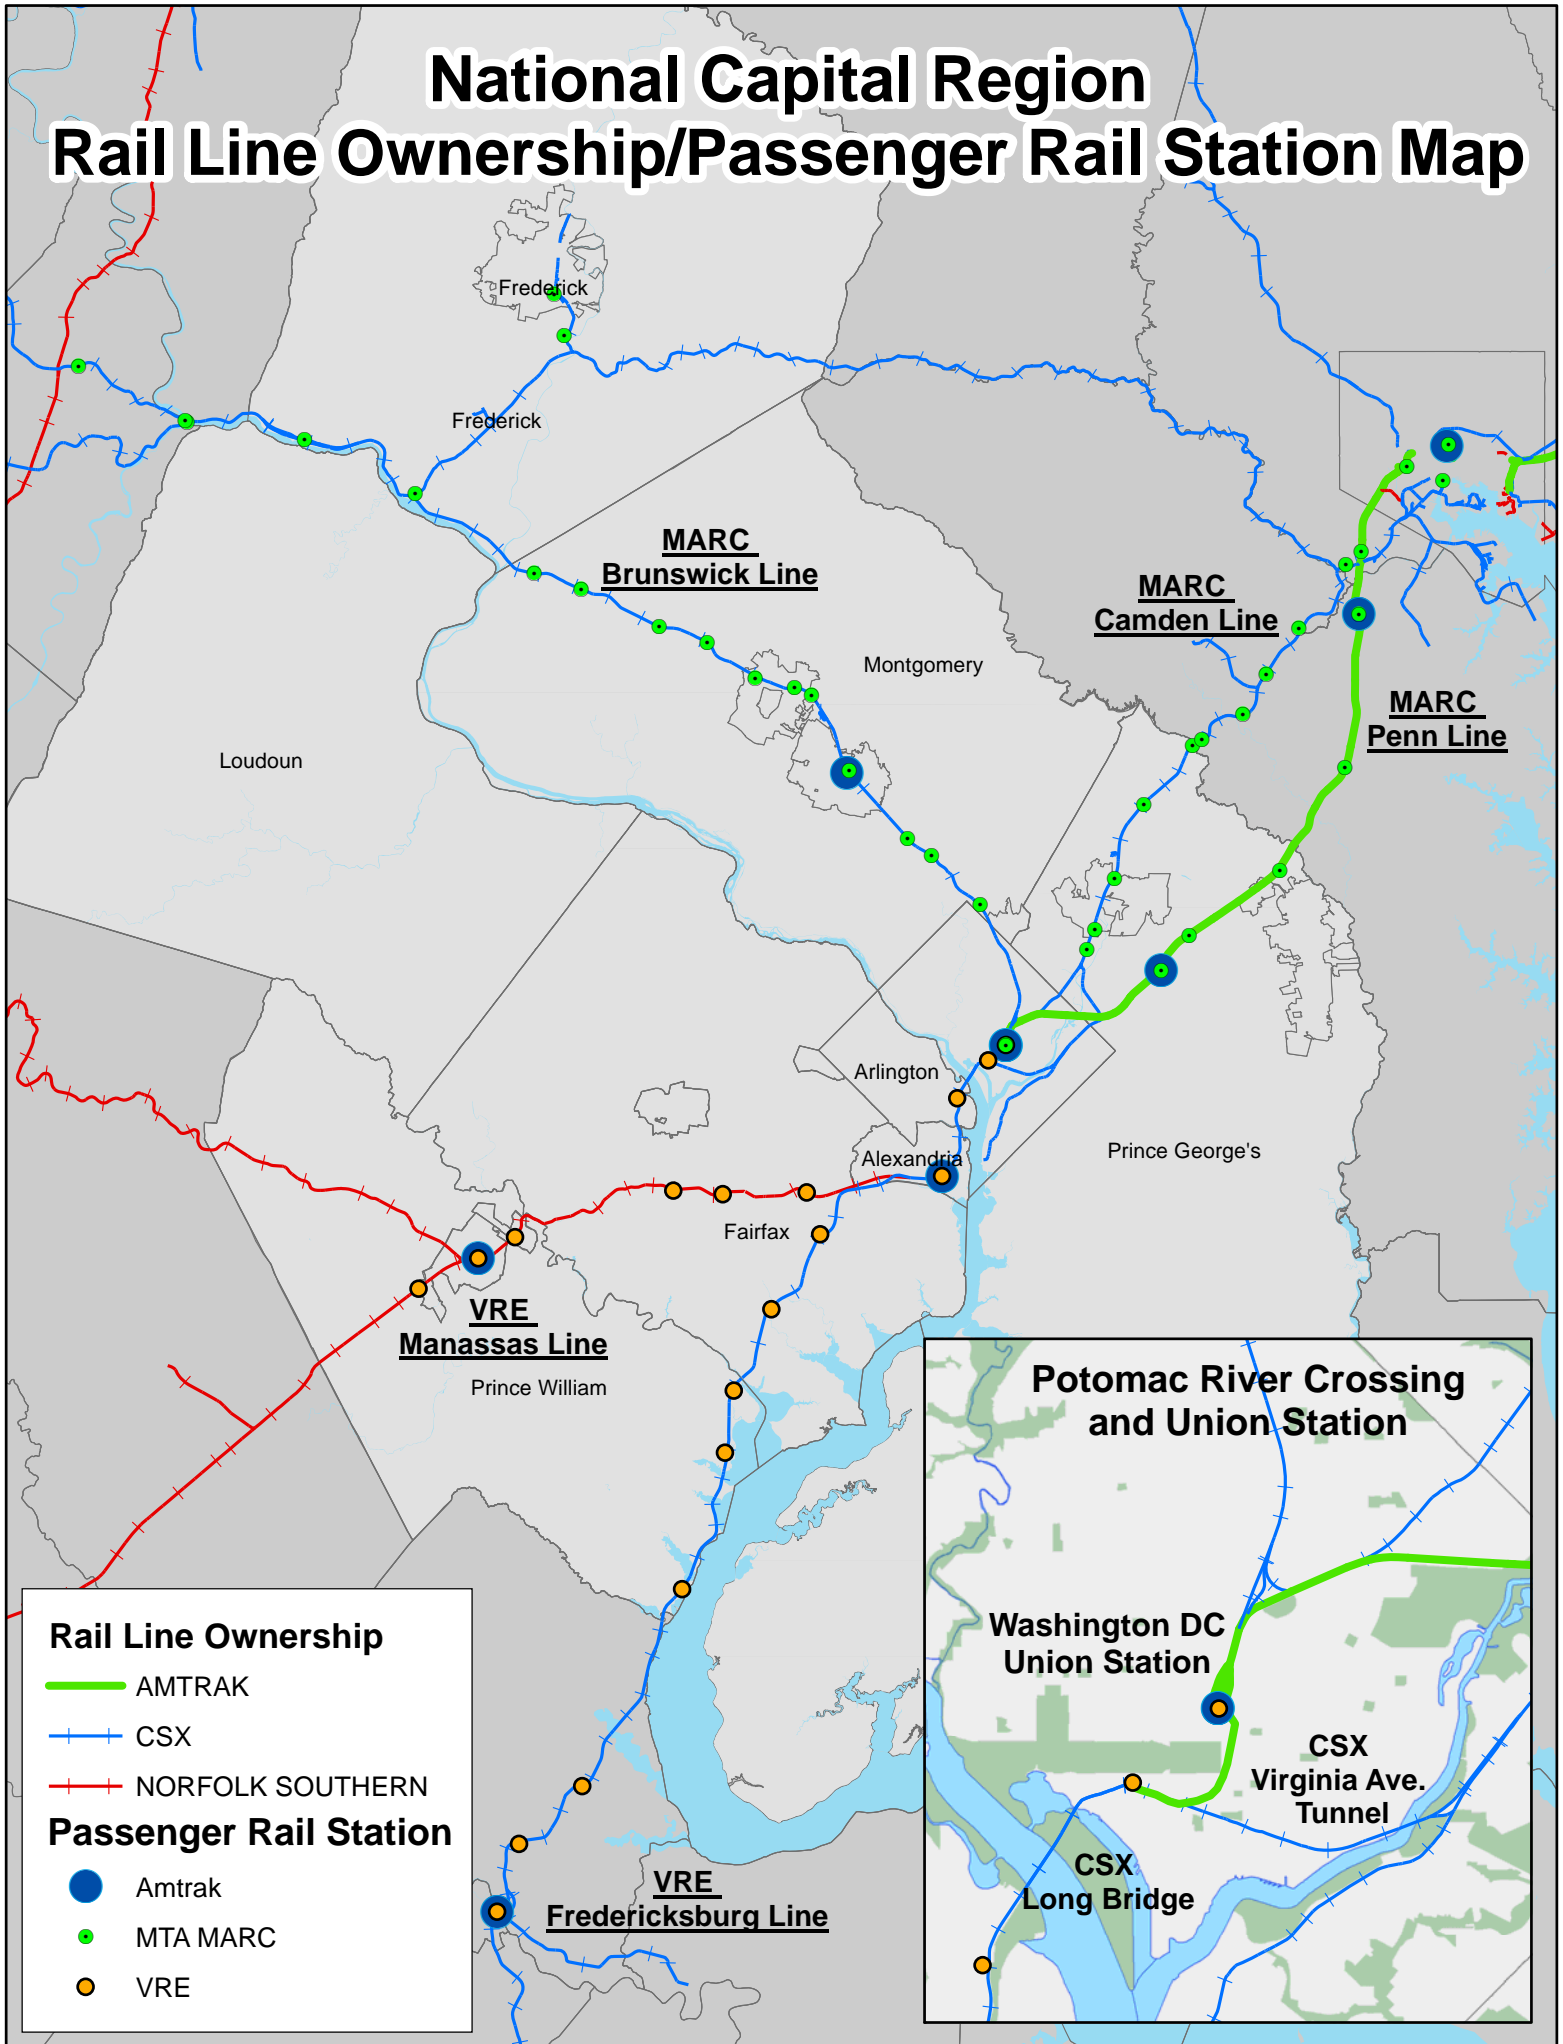 National Capital Region
Rail Line Ownership/Passenger Rail Station Map
Frederick
Frederick
MARC
Brunswick Line
MARC
Camden Line
Montgomery
MARC
Penn Line
Loudoun
Arlington
Alexandria
Prince George's
Fairfax
VRE
Manassas Line
Prince William
VRE
Fredericksburg Line
Rail Line Ownership
AMTRAK
CSX
NORFOLK SOUTHERN
Passenger Rail Station
Amtrak
MTA MARC
VRE
Potomac River Crossing
and Union Station
Washington DC
Union Station
CSX
Virginia Ave.
Tunnel
CSX
Long Bridge